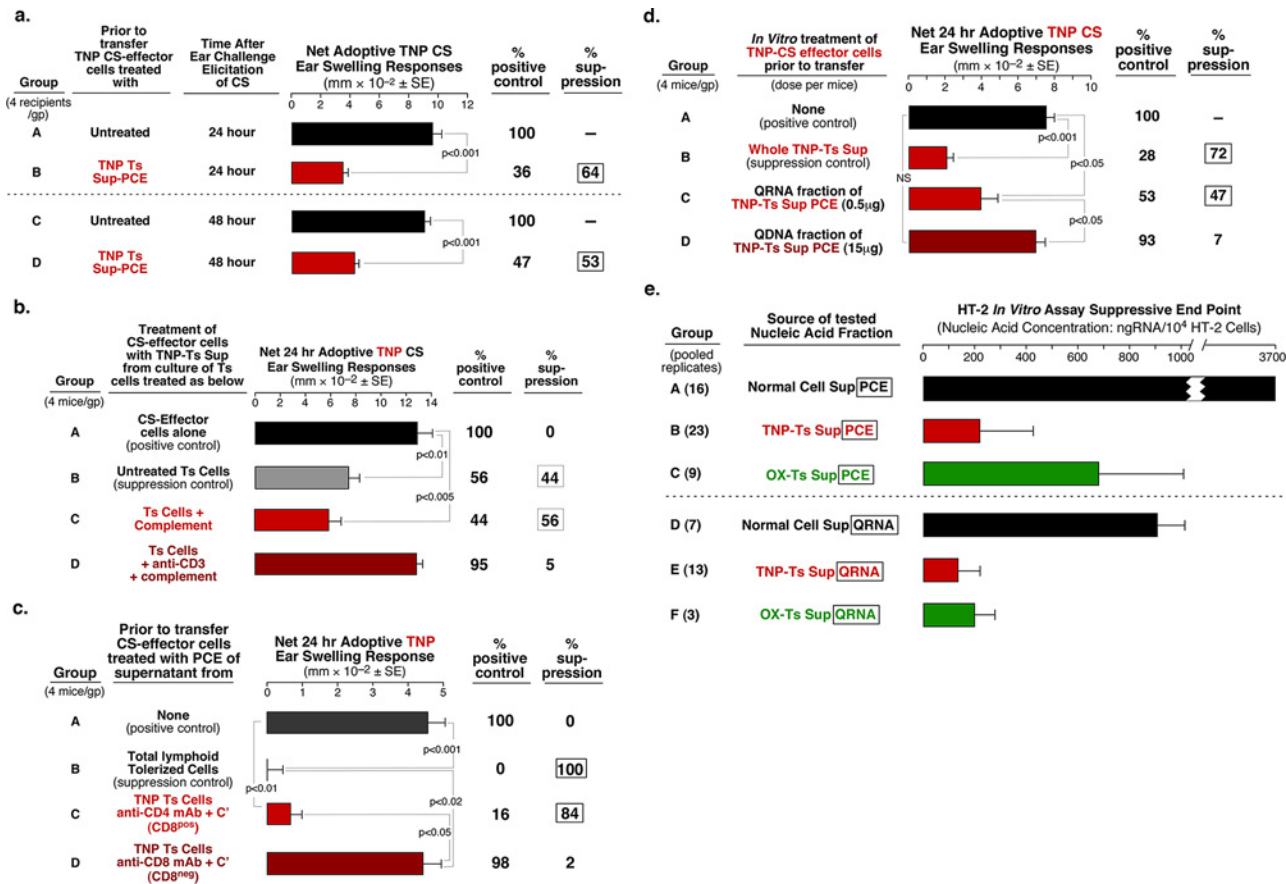 a.
Group
(4 recipients
/gp)
Prior to
transfer
TNP CS-effector
cells treated
with
Time After
Ear Challenge
Elicitation
of CS
Net Adoptive TNP CS
Ear Swelling Responses
(mm × 10⁻² ± SE)
0 2 4 6 8 10 12
%
positive
control
%
sup-
pression
A Untreated 24 hour 100 –
p<0.001
B TNP Ts
Sup-PCE 24 hour 36 64
C Untreated 48 hour 100 –
p<0.001
D TNP Ts
Sup-PCE 48 hour 47 53
b.
Group
(4 mice/gp)
Treatment of
CS-effector cells
with TNP-Ts Sup
from culture of Ts
cells treated as below
Net 24 hr Adoptive TNP CS
Ear Swelling Responses
(mm × 10⁻² ± SE)
0 2 4 6 8 10 12 14
%
positive
control
%
sup-
pression
A CS-Effector
cells alone
(positive control) 100 0
p<0.01
B Untreated Ts Cells
(suppression control) 56 44
p<0.005
C Ts Cells +
Complement 44 56
D Ts Cells
+ anti-CD3
+ complement 95 5
c.
Group
(4 mice/gp)
Prior to transfer
CS-effector cells
treated with PCE of
supernatant from
Net 24 hr Adoptive TNP
Ear Swelling Response
(mm × 10⁻² ± SE)
0 1 2 3 4 5
%
positive
control
%
sup-
pression
A None
(positive control) 100 0
p<0.001
B Total lymphoid
Tolerized Cells
(suppression control) 0 100
p<0.01
p<0.02
C TNP Ts Cells
anti-CD4 mAb + C'
(CD8ᵖᵒˢ) 16 84
p<0.05
D TNP Ts Cells
anti-CD8 mAb + C'
(CD8ⁿᵉᵍ) 98 2
d.
Group
(4 mice/gp)
In Vitro treatment of
TNP-CS effector cells
prior to transfer
(dose per mice)
Net 24 hr Adoptive TNP CS
Ear Swelling Responses
(mm × 10⁻² ± SE)
0 2 4 6 8 10
%
positive
control
%
sup-
pression
A None
(positive control) 100 –
p<0.001
B Whole TNP-Ts Sup
(suppression control) 28 72
p<0.05
NS
C QRNA fraction of
TNP-Ts Sup PCE (0.5µg) 53 47
p<0.05
D QDNA fraction of
TNP-Ts Sup PCE (15µg) 93 7
e.
Group
(pooled
replicates)
Source of tested
Nucleic Acid Fraction
HT-2 In Vitro Assay Suppressive End Point
(Nucleic Acid Concentration: ngRNA/10⁴ HT-2 Cells)
0 200 400 600 800 1000 3700
A (16) Normal Cell Sup PCE
B (23) TNP-Ts Sup PCE
C (9) OX-Ts Sup PCE
D (7) Normal Cell Sup QRNA
E (13) TNP-Ts Sup QRNA
F (3) OX-Ts Sup QRNA